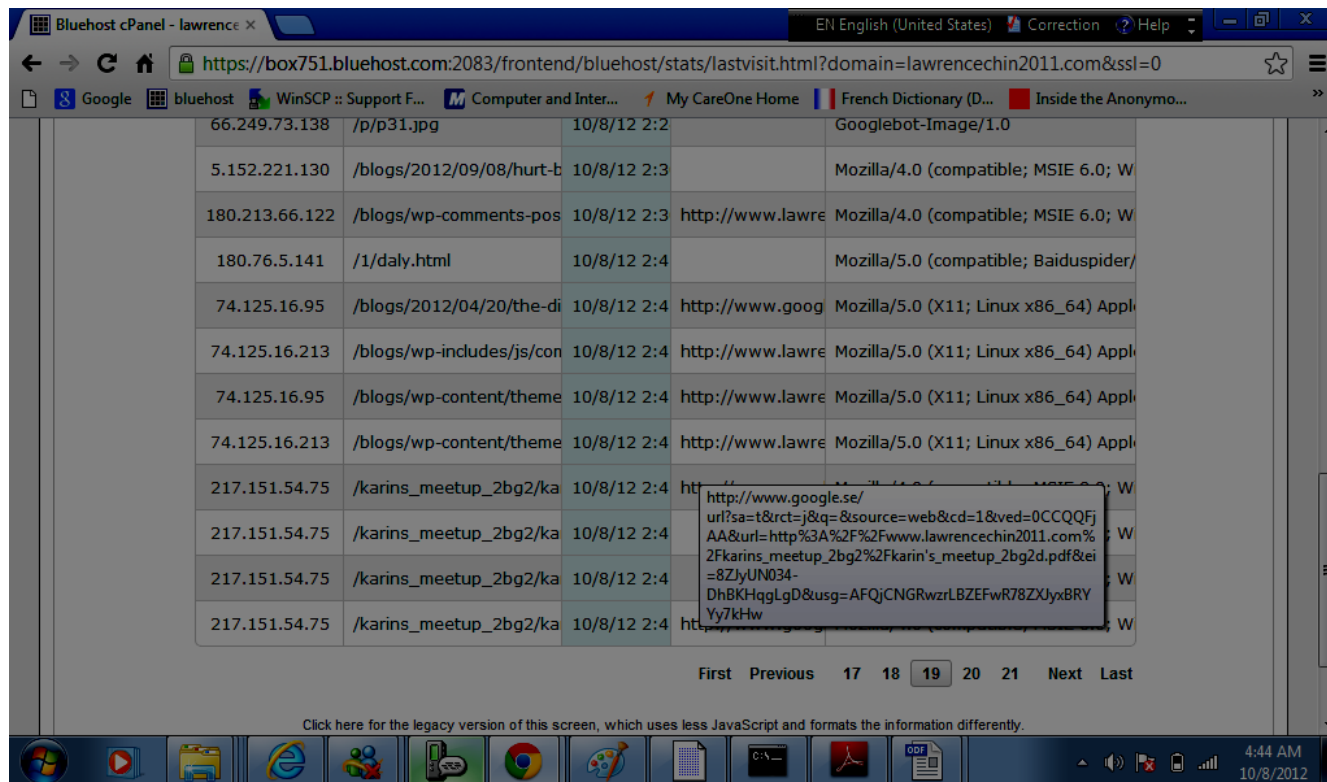 Bluehost cPanel - lawrence ×
EN English (United States) Correction Help
https://box751.bluehost.com:2083/frontend/bluehost/stats/lastvisit.html?domain=lawrencechin2011.com&ssl=0
Google bluehost WinSCP :: Support F... Computer and Inter... My CareOne Home French Dictionary (D... Inside the Anonymo... »
66.249.73.138 /p/p31.jpg 10/8/12 2:2 Googlebot-Image/1.0
5.152.221.130 /blogs/2012/09/08/hurt-b 10/8/12 2:3 Mozilla/4.0 (compatible; MSIE 6.0; W
180.213.66.122 /blogs/wp-comments-pos 10/8/12 2:3 http://www.lawre Mozilla/4.0 (compatible; MSIE 6.0; W
180.76.5.141 /1/daly.html 10/8/12 2:4 Mozilla/5.0 (compatible; Baiduspider/
74.125.16.95 /blogs/2012/04/20/the-di 10/8/12 2:4 http://www.goog Mozilla/5.0 (X11; Linux x86_64) Appl
74.125.16.213 /blogs/wp-includes/js/com 10/8/12 2:4 http://www.lawre Mozilla/5.0 (X11; Linux x86_64) Appl
74.125.16.95 /blogs/wp-content/theme 10/8/12 2:4 http://www.lawre Mozilla/5.0 (X11; Linux x86_64) Appl
74.125.16.213 /blogs/wp-content/theme 10/8/12 2:4 http://www.lawre Mozilla/5.0 (X11; Linux x86_64) Appl
217.151.54.75 /karins_meetup_2bg2/ka 10/8/12 2:4
217.151.54.75 /karins_meetup_2bg2/ka 10/8/12 2:4
217.151.54.75 /karins_meetup_2bg2/ka 10/8/12 2:4
217.151.54.75 /karins_meetup_2bg2/ka 10/8/12 2:4
http://www.google.se/
url?sa=t&rct=j&q=&source=web&cd=1&ved=0CCQQFj
AA&url=http%3A%2F%2Fwww.lawrencechin2011.com%
2Fkarins_meetup_2bg2%2Fkarin's_meetup_2bg2d.pdf&ei
=8ZJyUN034-
DhBKHqgLgD&usg=AFQjCNGRwzrLBZEFwR78ZXJyxBRY
Yy7kHw
First Previous 17 18 19 20 21 Next Last
Click here for the legacy version of this screen, which uses less JavaScript and formats the information differently.
C:\_ ODF
4:44 AM
10/8/2012